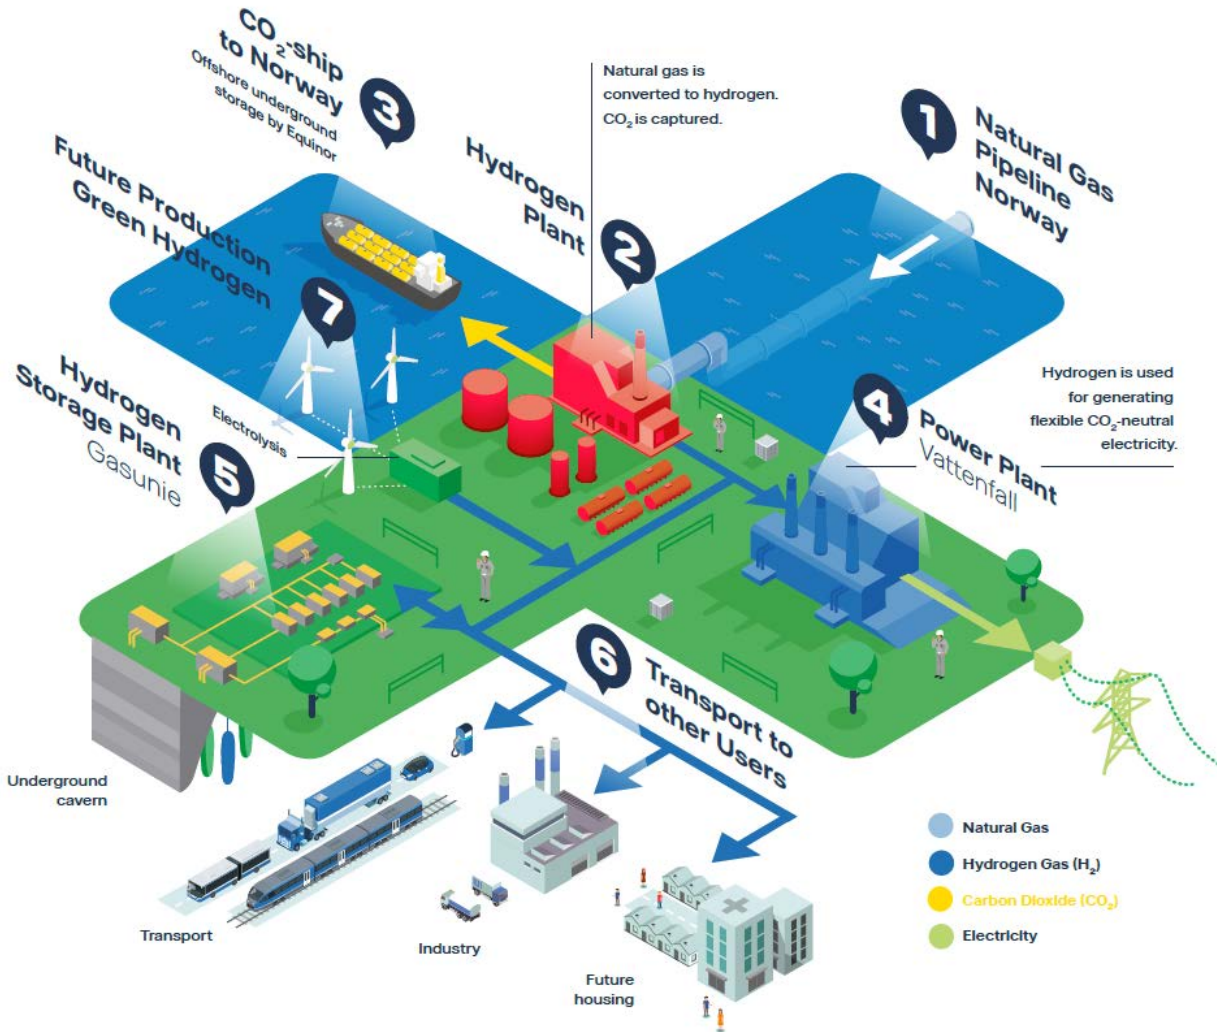 CO₂-ship
to Norway
Offshore underground
storage by Equinor
3
Natural gas is
converted to hydrogen.
CO₂ is captured.
1
Natural Gas
Pipeline
Norway
Hydrogen
Plant
2
Future Production
Green Hydrogen
7
Hydrogen
Storage Plant
Gasunie
5
Electrolysis
4
Power Plant
Vattenfall
Hydrogen is used
for generating
flexible CO₂-neutral
electricity.
6
Transport to
other Users
Underground
cavern
Transport
Industry
Future
housing
Natural Gas
Hydrogen Gas (H₂)
Carbon Dioxide (CO₂)
Electricity